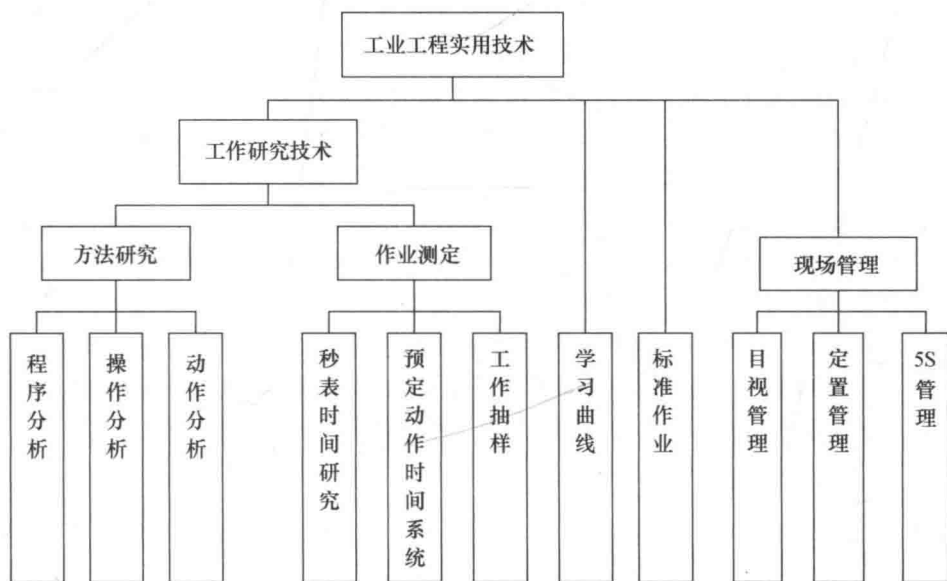 工业工程实用技术
工作研究技术
方法研究
作业测定
现场管理
程序分析
操作分析
动作分析
秒表时间研究
预定动作时间系统
工作抽样
学习曲线
标准作业
目视管理
定置管理
5S管理